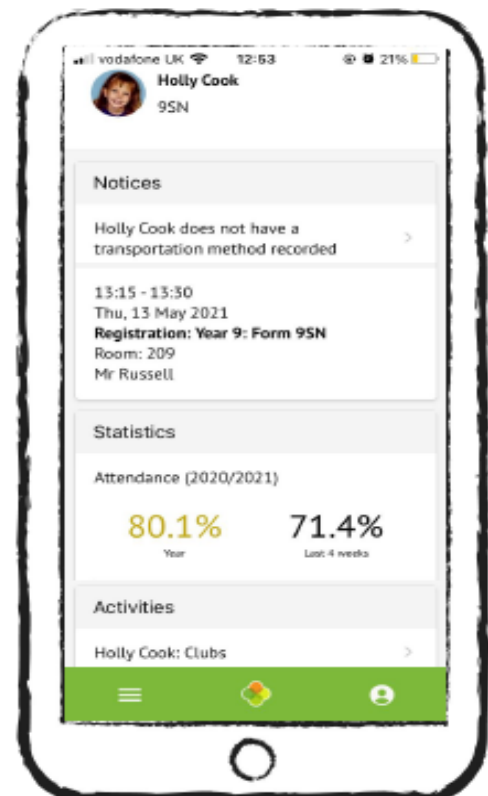 vodafone UK 12:53 21%
Holly Cook
9SN
Notices
Holly Cook does not have a
transportation method recorded
13:15 - 13:30
Thu, 13 May 2021
Registration: Year 9: Form 9SN
Room: 209
Mr Russell
Statistics
Attendance (2020/2021)
80.1% 71.4%
Year Last 4 weeks
Activities
Holly Cook: Clubs